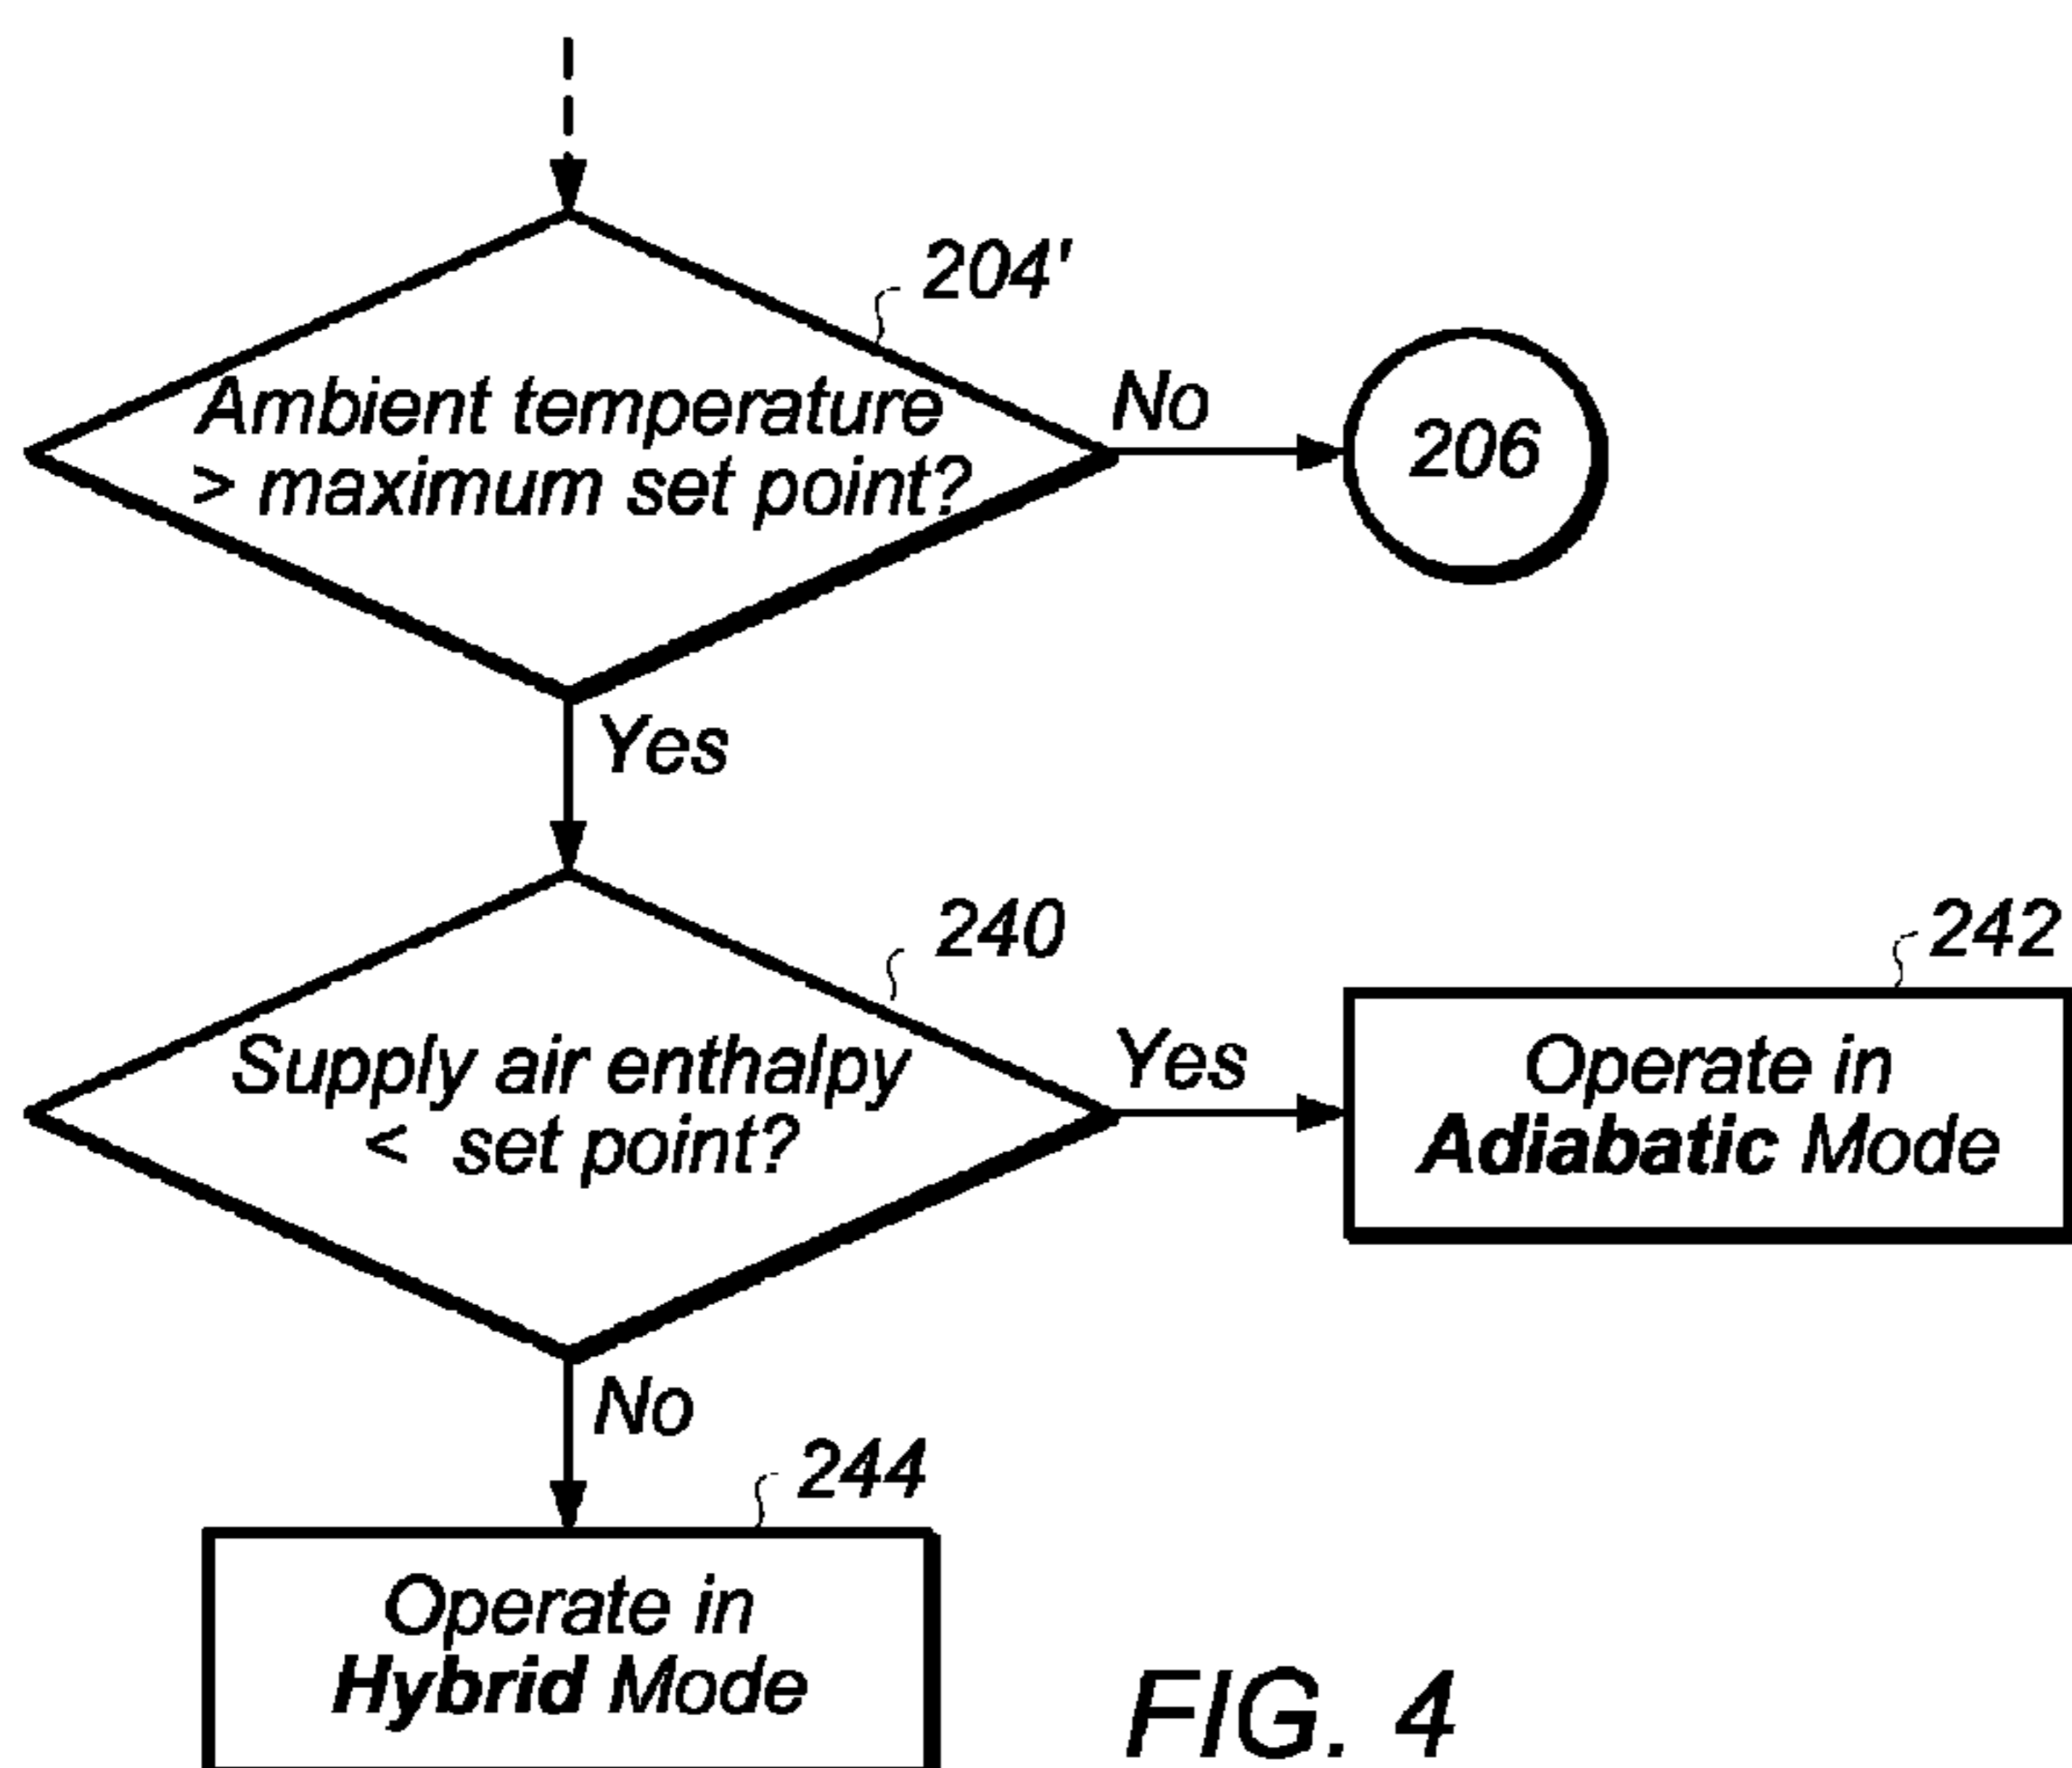 204'
Ambient temperature
> maximum set point?
No
206
Yes
240
242
Supply air enthalpy
< set point?
Yes
Operate in
Adiabatic Mode
No
244
Operate in
Hybrid Mode
FIG. 4